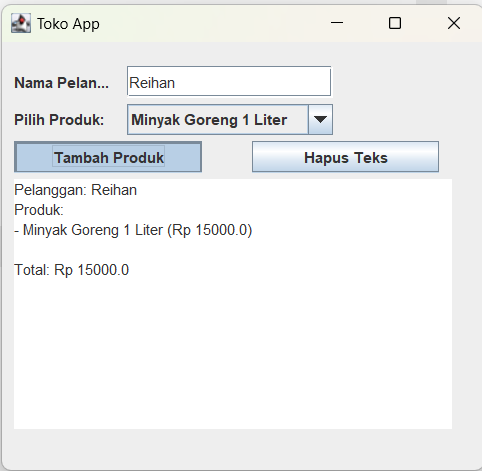 Toko App
Nama Pelan...
Reihan
Pilih Produk:
Minyak Goreng 1 Liter
Tambah Produk
Hapus Teks
Pelanggan: Reihan
Produk:
- Minyak Goreng 1 Liter (Rp 15000.0)
Total: Rp 15000.0